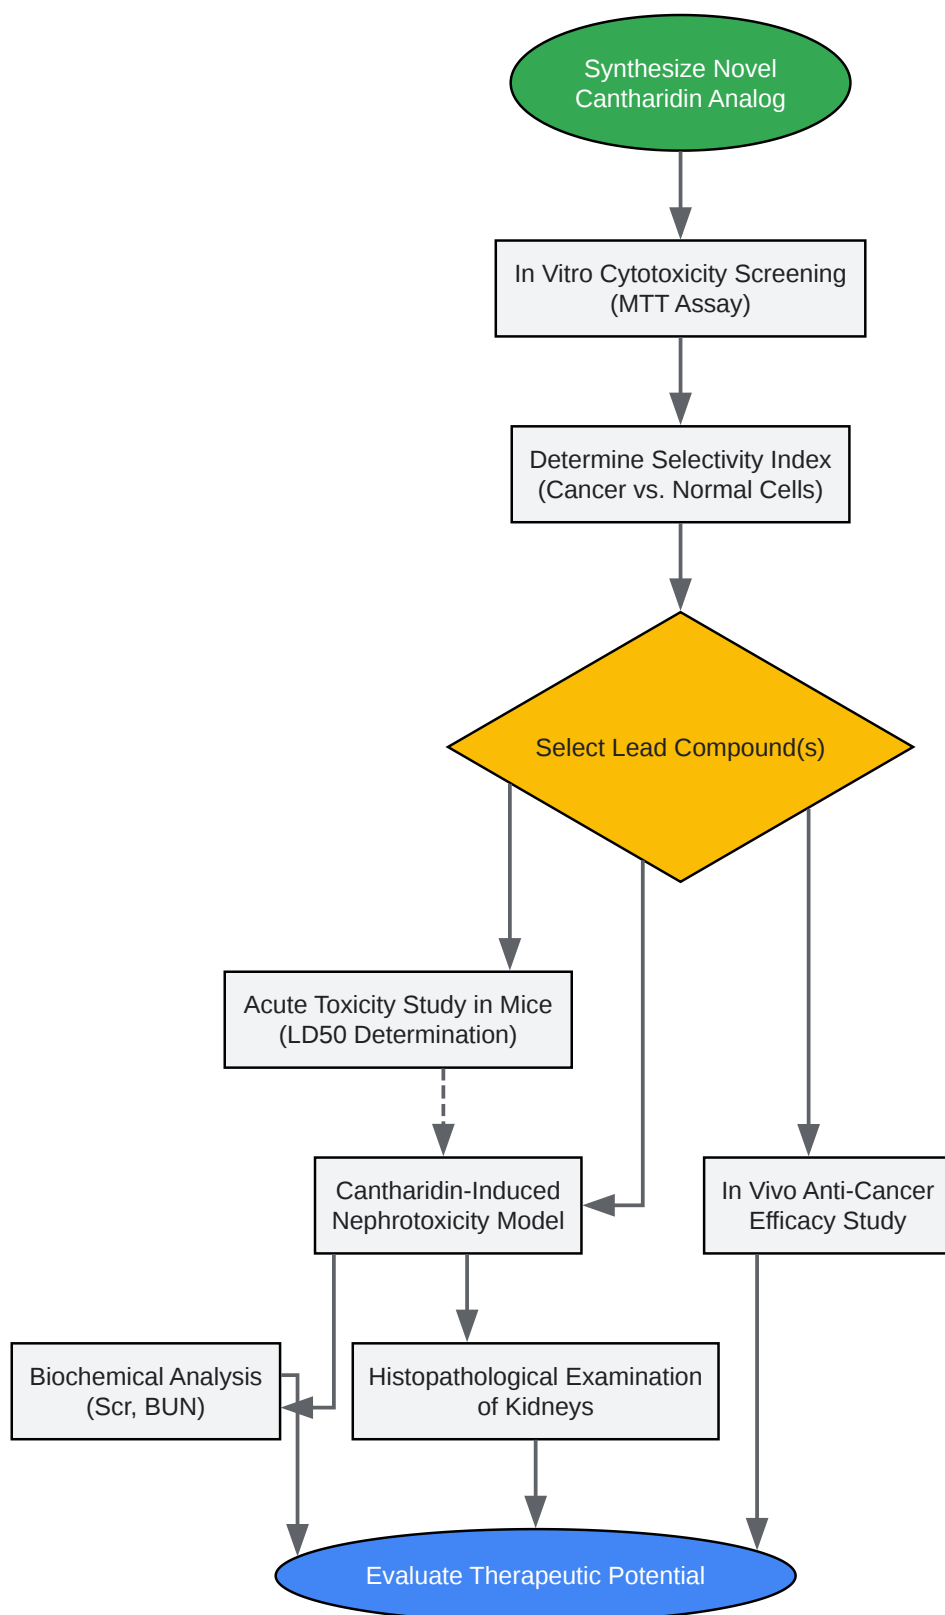 Synthesize Novel
Cantharidin Analog
In Vitro Cytotoxicity Screening
(MTT Assay)
Determine Selectivity Index
(Cancer vs. Normal Cells)
Select Lead Compound(s)
Acute Toxicity Study in Mice
(LD50 Determination)
Cantharidin-Induced
Nephrotoxicity Model
In Vivo Anti-Cancer
Efficacy Study
Biochemical Analysis
(Scr, BUN)
Histopathological Examination
of Kidneys
Evaluate Therapeutic Potential